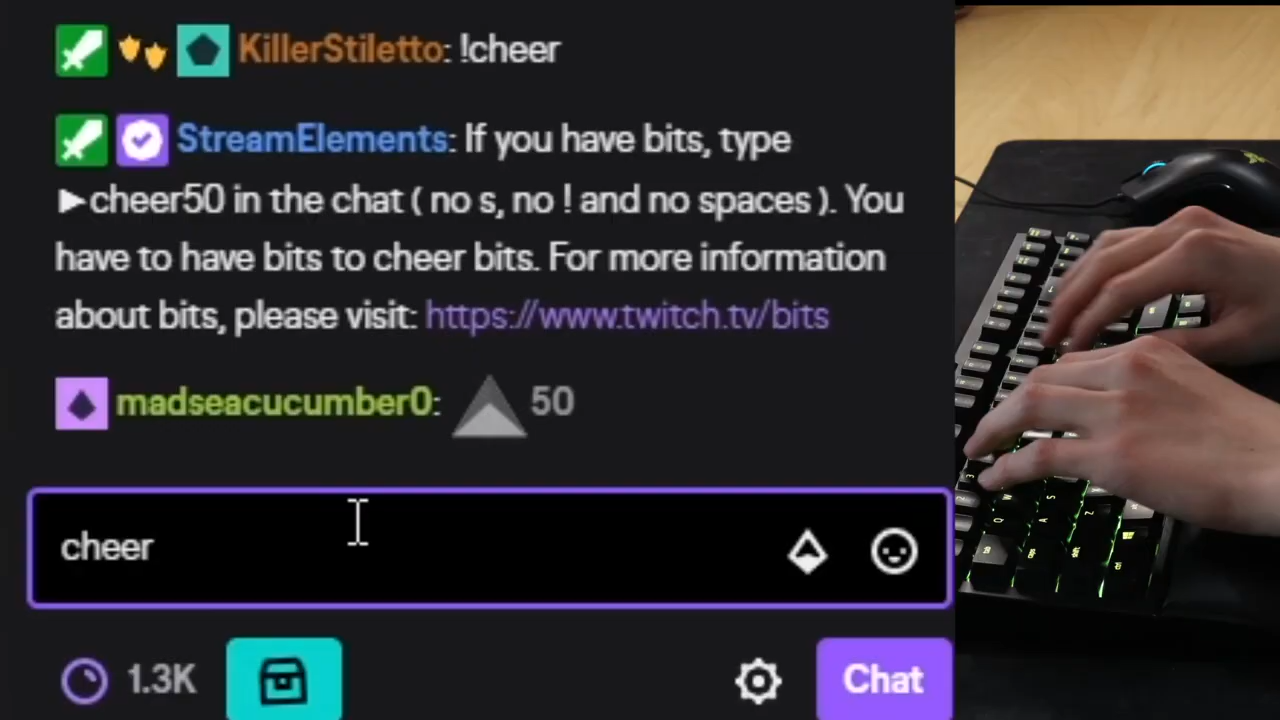 KillerStiletto: !cheer
StreamElements: If you have bits, type
►cheer50 in the chat ( no s, no ! and no spaces ). You
have to have bits to cheer bits. For more information
about bits, please visit: https://www.twitch.tv/bits
madseacucumber0: 50
cheer
1.3K
Chat